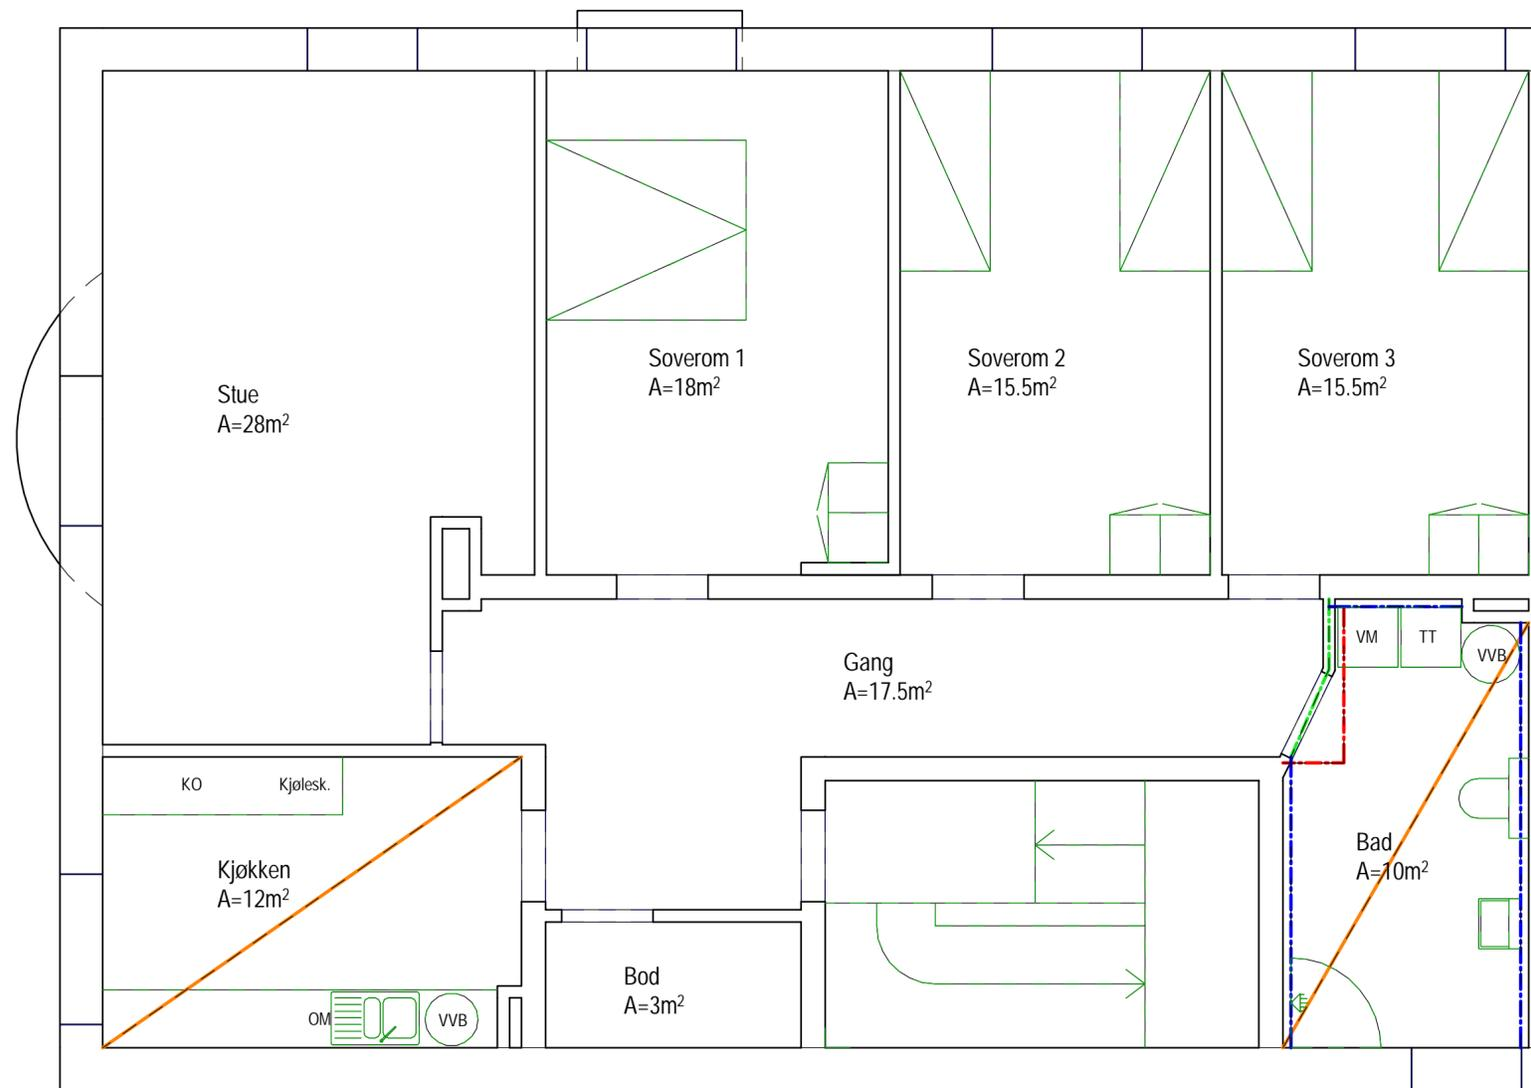 Soverom 1
A=18m²
Soverom 2
A=15.5m²
Soverom 3
A=15.5m²
Stue
A=28m²
Gang
A=17.5m²
VM
TT
VVB
KO
Kjølesk.
Kjøkken
A=12m²
Bad
A=10m²
Bod
A=3m²
OM
VVB